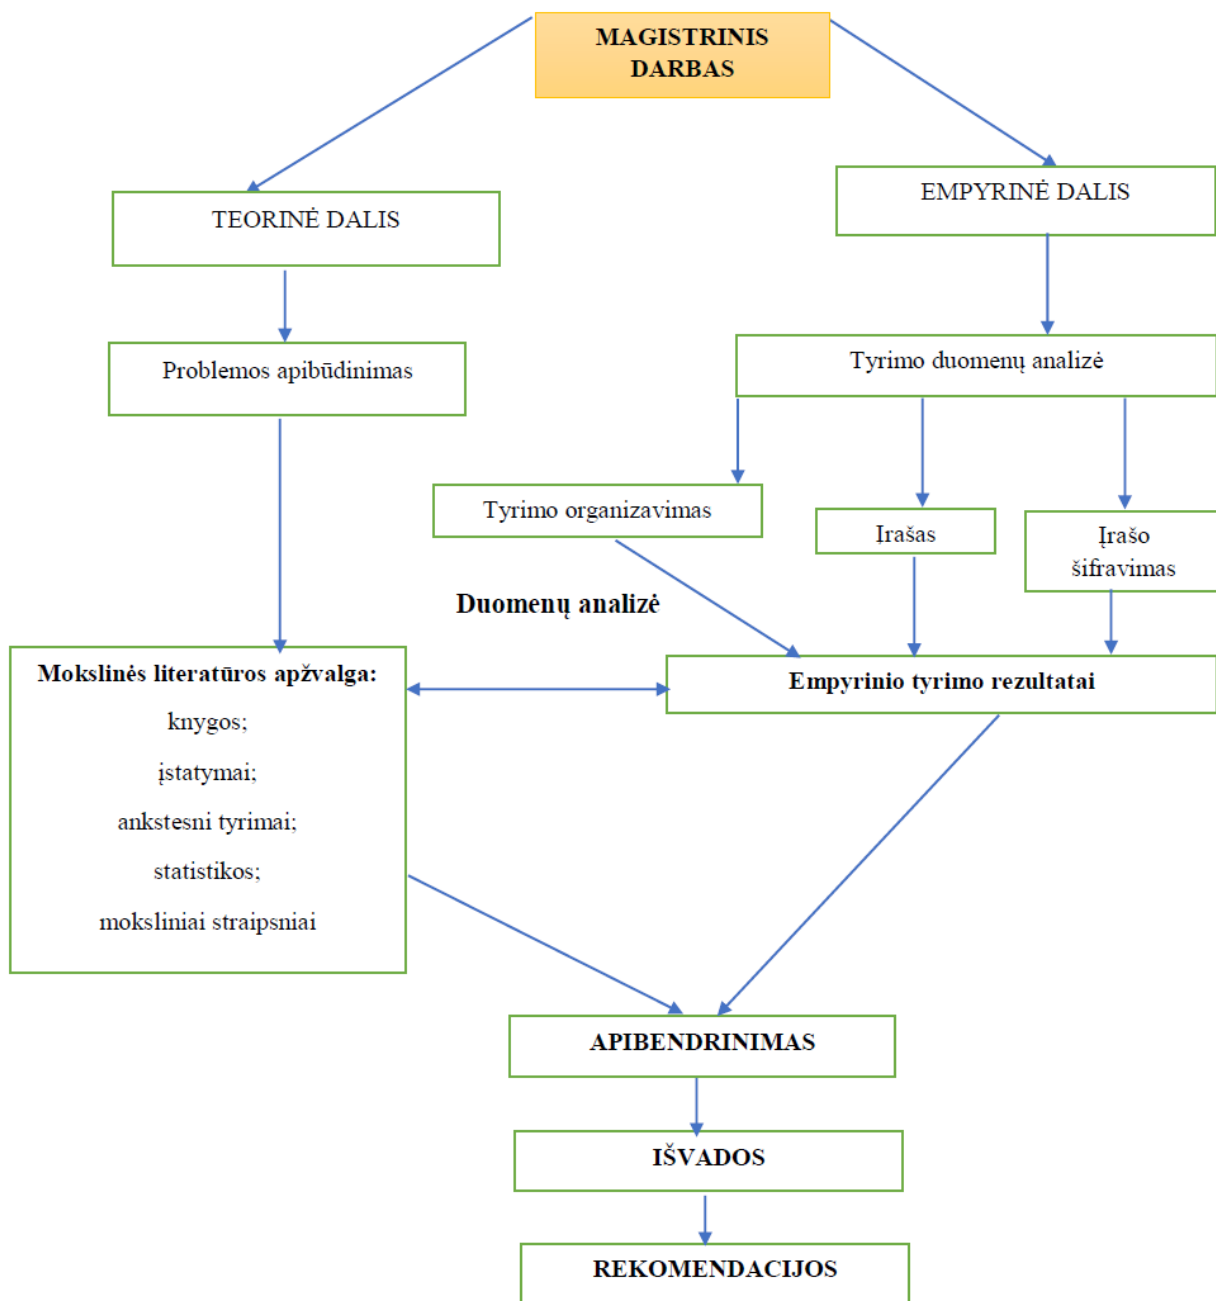 MAGISTRINIS
DARBAS
TEORINĖ DALIS
EMPYRINĖ DALIS
Problemos apibūdinimas
Tyrimo duomenų analizė
Tyrimo organizavimas
Įrašas
Įrašo
šifravimas
Duomenų analizė
Mokslinės literatūros apžvalga:
knygos;
įstatymai;
ankstesni tyrimai;
statistikos;
moksliniai straipsniai
Empyrinio tyrimo rezultatai
APIBENDRINIMAS
IŠVADOS
REKOMENDACIJOS